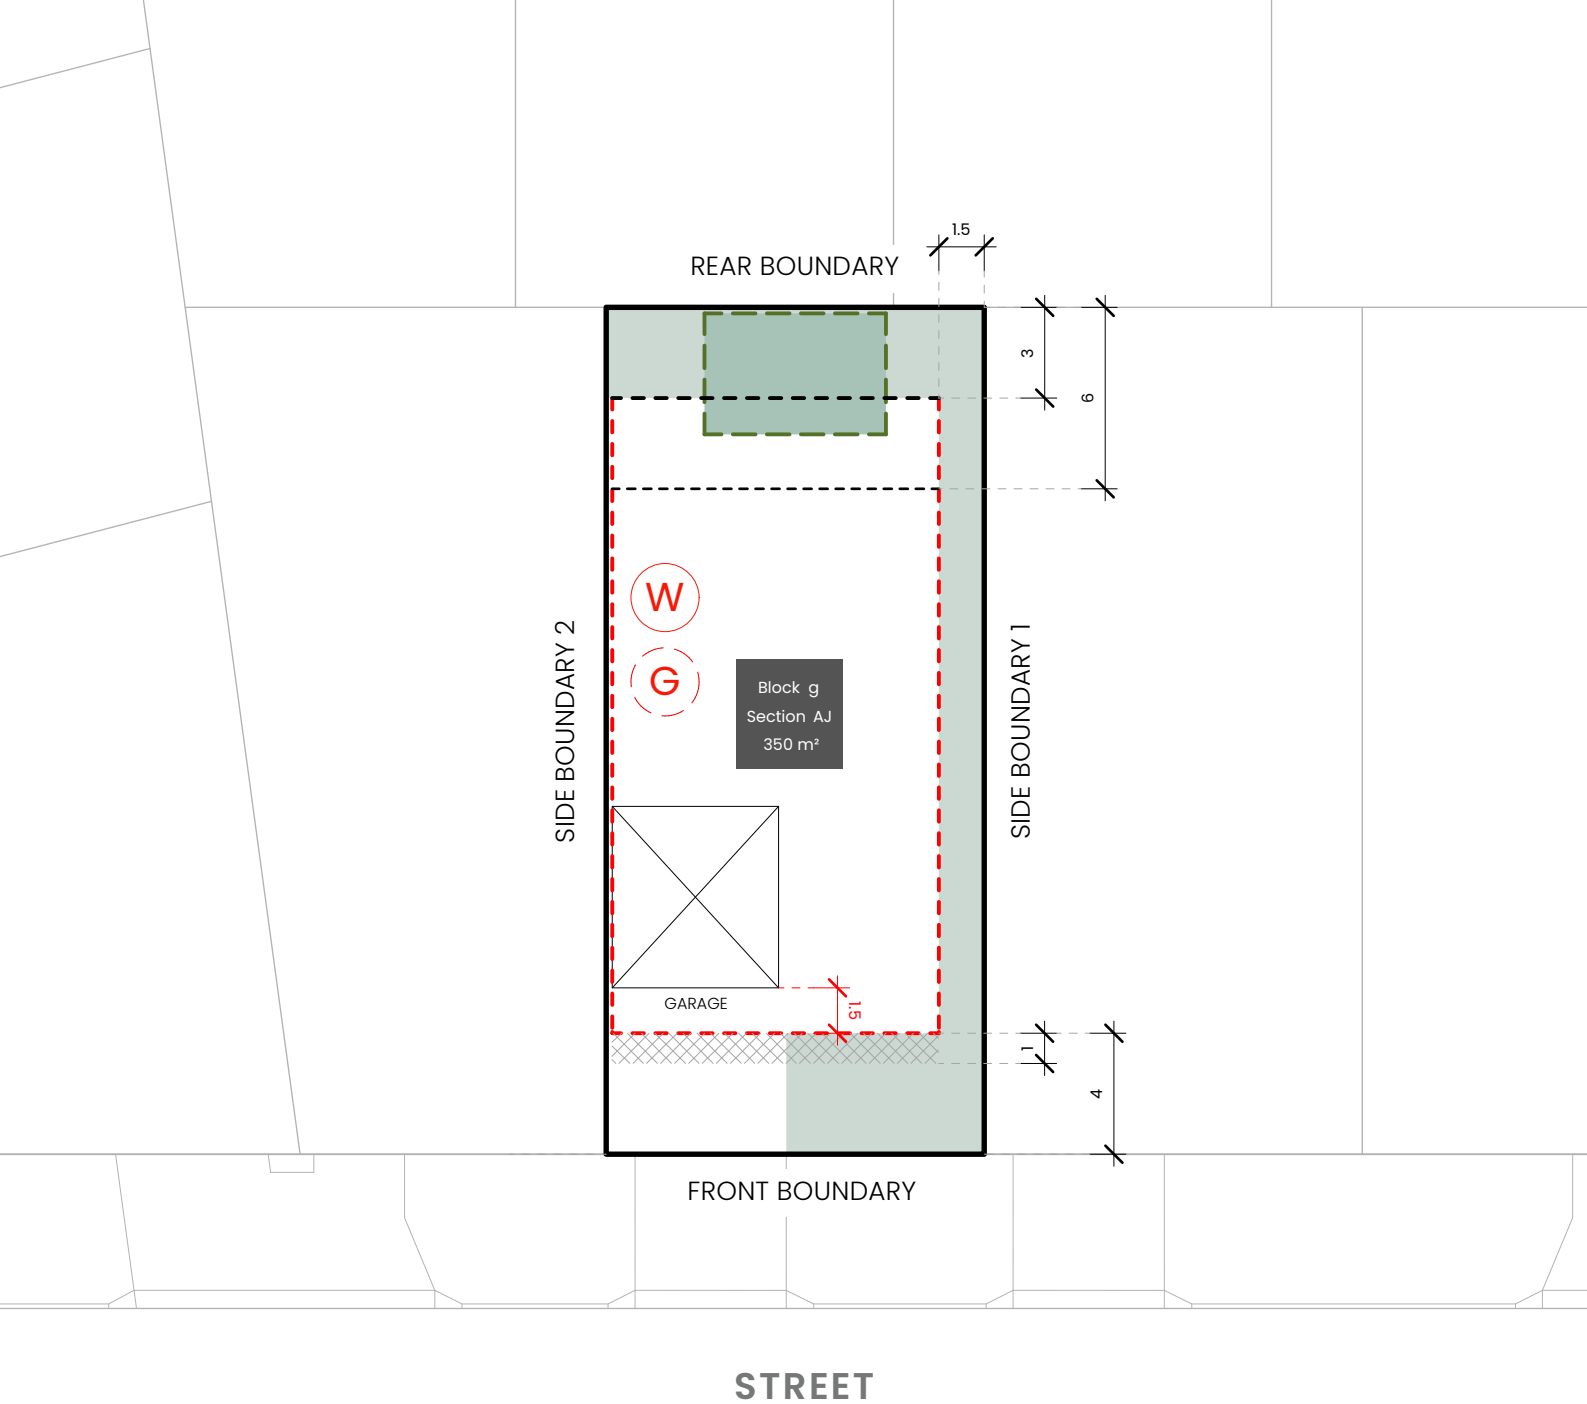 1.5
REAR BOUNDARY
3
6
W
G
SIDE BOUNDARY 2
Block g
Section AJ
350 m²
SIDE BOUNDARY 1
GARAGE
1.5
1
4
FRONT BOUNDARY
STREET